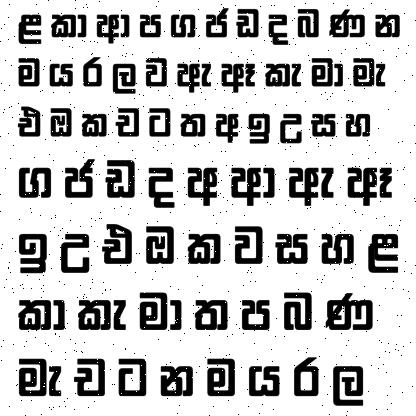 ළ කා ආ ප ග ජ ඩ ද බ ණ න
ම ය ර ල ව ඇ ඈ කැ මා මැ
එ ඔ ක ච ට ත අ ඉ උ ස හ
ග ජ ඩ ද අ ආ ඇ ඈ
ඉ උ එ ඔ ක ව ස හ ළ
කා කැ මා ත ප බ ණ
මැ ච ට න ම ය ර ල